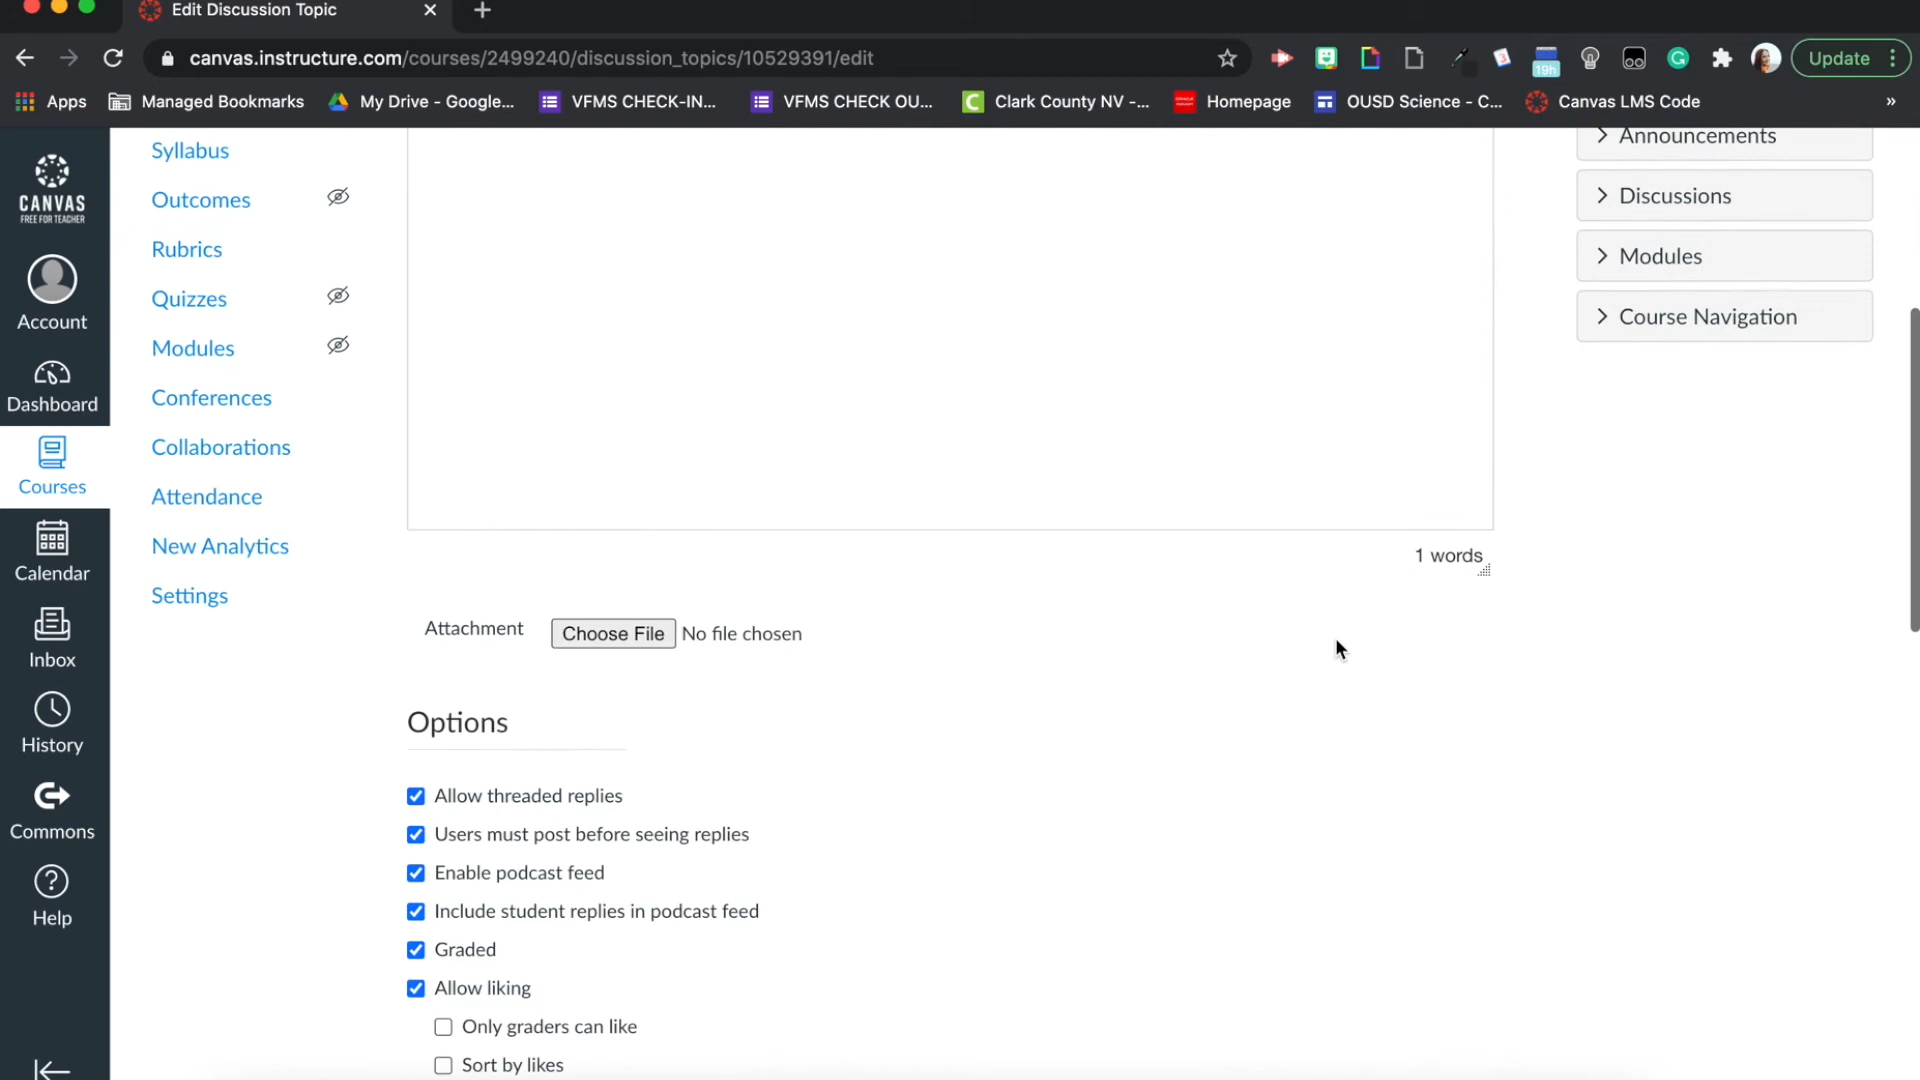 Edit Discussion Topic
canvas.instructure.com/courses/2499240/discussion_topics/10529391/edit
19h
Update
Apps
Managed Bookmarks
My Drive - Google...
VFMS CHECK-IN...
VFMS CHECK OU...
Clark County NV -...
Homepage
OUSD Science - C...
Canvas LMS Code
»
CANVAS
FREE FOR TEACHER
Account
Dashboard
Courses
Calendar
Inbox
History
Commons
Help
Syllabus
Outcomes
Rubrics
Quizzes
Modules
Conferences
Collaborations
Attendance
New Analytics
Settings
1 words
Attachment Choose File No file chosen
Options
Allow threaded replies
Users must post before seeing replies
Enable podcast feed
Include student replies in podcast feed
Graded
Allow liking
Only graders can like
Sort by likes
Announcements
Discussions
Modules
Course Navigation